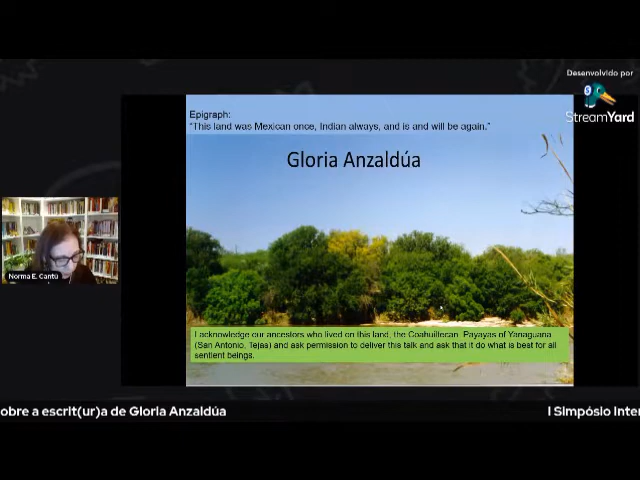 Desenvolvido por
StreamYard
Epigraph:
"This land was Mexican once, Indian always, and is and will be again."
Gloria Anzaldúa
Norma E. Cantú
I acknowledge our ancestors who lived on this land, the Coahuiltecan Payayas of Yanaguana
(San Antonio, Tejas) and ask permission to deliver this talk and ask that it do what is best for all
sentient beings.
obre a escrit(ur)a de Gloria Anzaldúa
I Simpósio Inter